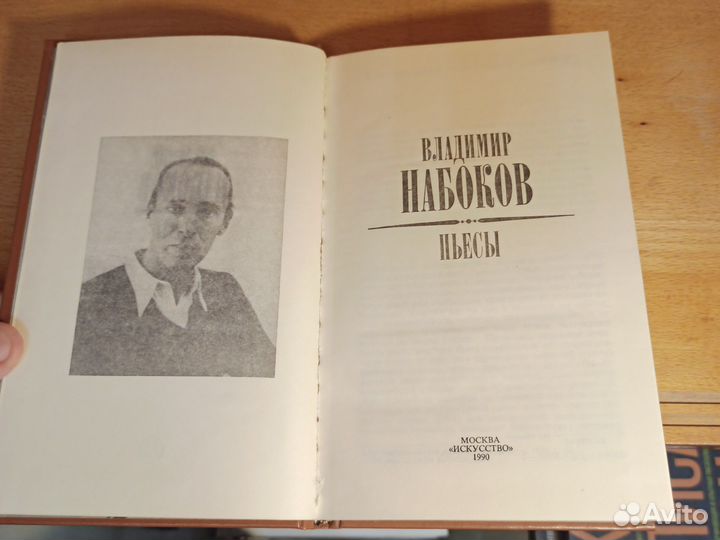 ВЛАДИМИР
НАБОКОВ
ПЬЕСЫ
МОСКВА
«ИСКУССТВО»
1990
Avito